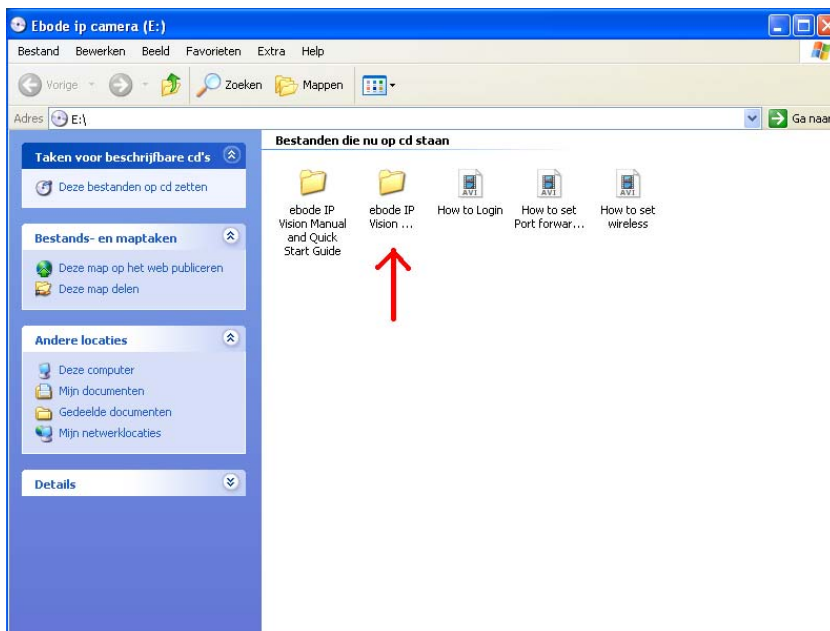 Ebode ip camera (E:)
Bestand Bewerken Beeld Favorieten Extra Help
Vorige Zoeken Mappen
Adres E:\ Ga naar
Taken voor beschrijfbare cd's
Deze bestanden op cd zetten
Bestands- en maptaken
Deze map op het web publiceren
Deze map delen
Andere locaties
Deze computer
Mijn documenten
Gedeelde documenten
Mijn netwerklocaties
Details
Bestanden die nu op cd staan
ebode IP
Vision Manual
and Quick
Start Guide
ebode IP
Vision ...
AVI
How to Login
AVI
How to set
Port forwar...
AVI
How to set
wireless